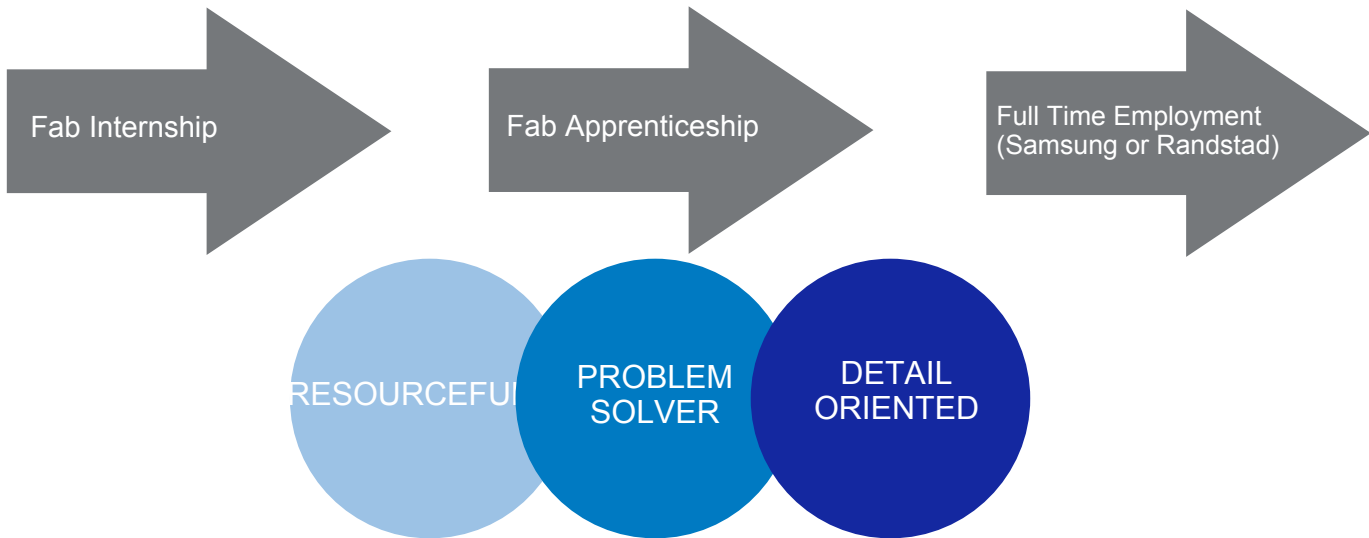 Fab Internship
Fab Apprenticeship
Full Time Employment
(Samsung or Randstad)
RESOURCEFUL
PROBLEM
SOLVER
DETAIL
ORIENTED